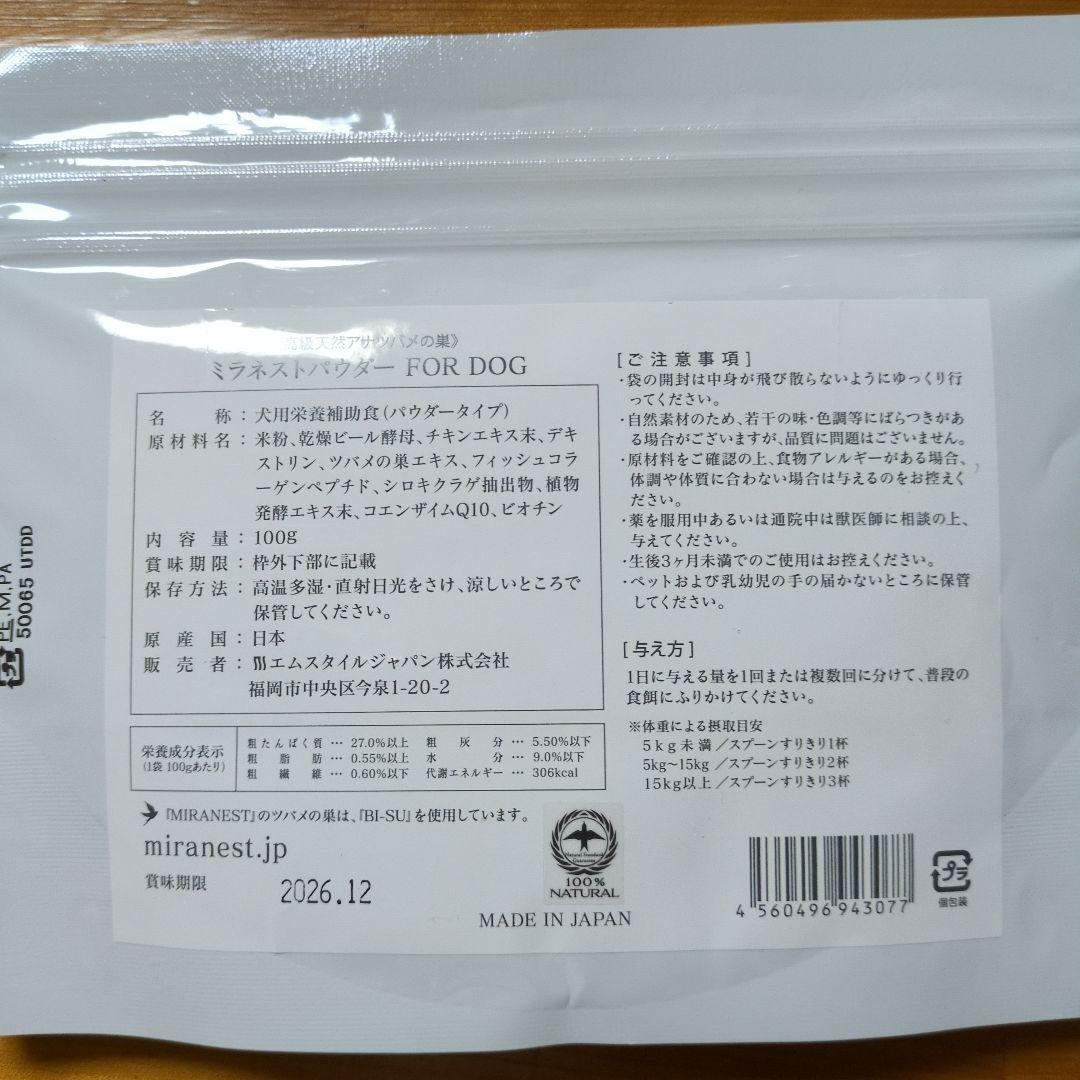 高級天然アナツバメの巣》
ミラネストパウダー FOR DOG
名称：犬用栄養補助食(パウダータイプ)
原材料名：米粉、乾燥ビール酵母、チキンエキス末、デキ
ストリン、ツバメの巣エキス、フィッシュコラ
ーゲンペプチド、シロキクラゲ抽出物、植物
発酵エキス末、コエンザイムQ10、ビオチン
内容量：100g
賞味期限：枠外下部に記載
保存方法：高温多湿・直射日光をさけ、涼しいところで
保管してください。
原産国：日本
販売者：エムスタイルジャパン株式会社
福岡市中央区今泉1-20-2
栄養成分表示
(1袋 100gあたり)
粗たんぱく質 … 27.0%以上 粗灰分 … 5.50%以下
粗脂肪 … 0.55%以上 水分 … 9.0%以下
粗繊維 … 0.60%以下 代謝エネルギー … 306kcal
『MIRANEST』のツバメの巣は、『BI-SU』を使用しています。
miranest.jp
賞味期限 2026.12
Natural Standard
Guarantee
100%
NATURAL
MADE IN JAPAN
[ご注意事項]
・袋の開封は中身が飛び散らないようにゆっくり行
ってください。
・自然素材のため、若干の味・色調等にばらつきがあ
る場合がございますが、品質に問題はございません。
・原材料をご確認の上、食物アレルギーがある場合、
体調や体質に合わない場合は与えるのをお控えく
ださい。
・薬を服用中あるいは通院中は獣医師に相談の上、
与えてください。
・生後3ヶ月未満でのご使用はお控えください。
・ペットおよび乳幼児の手の届かないところに保管
してください。
[与え方]
1日に与える量を1回または複数回に分けて、普段の
食餌にふりかけてください。
※体重による摂取目安
5kg未満／スプーンすりきり1杯
5kg～15kg／スプーンすりきり2杯
15kg以上／スプーンすりきり3杯
4 560496 943077
プラ
個包装
PE,M,PA
50065 UTDD